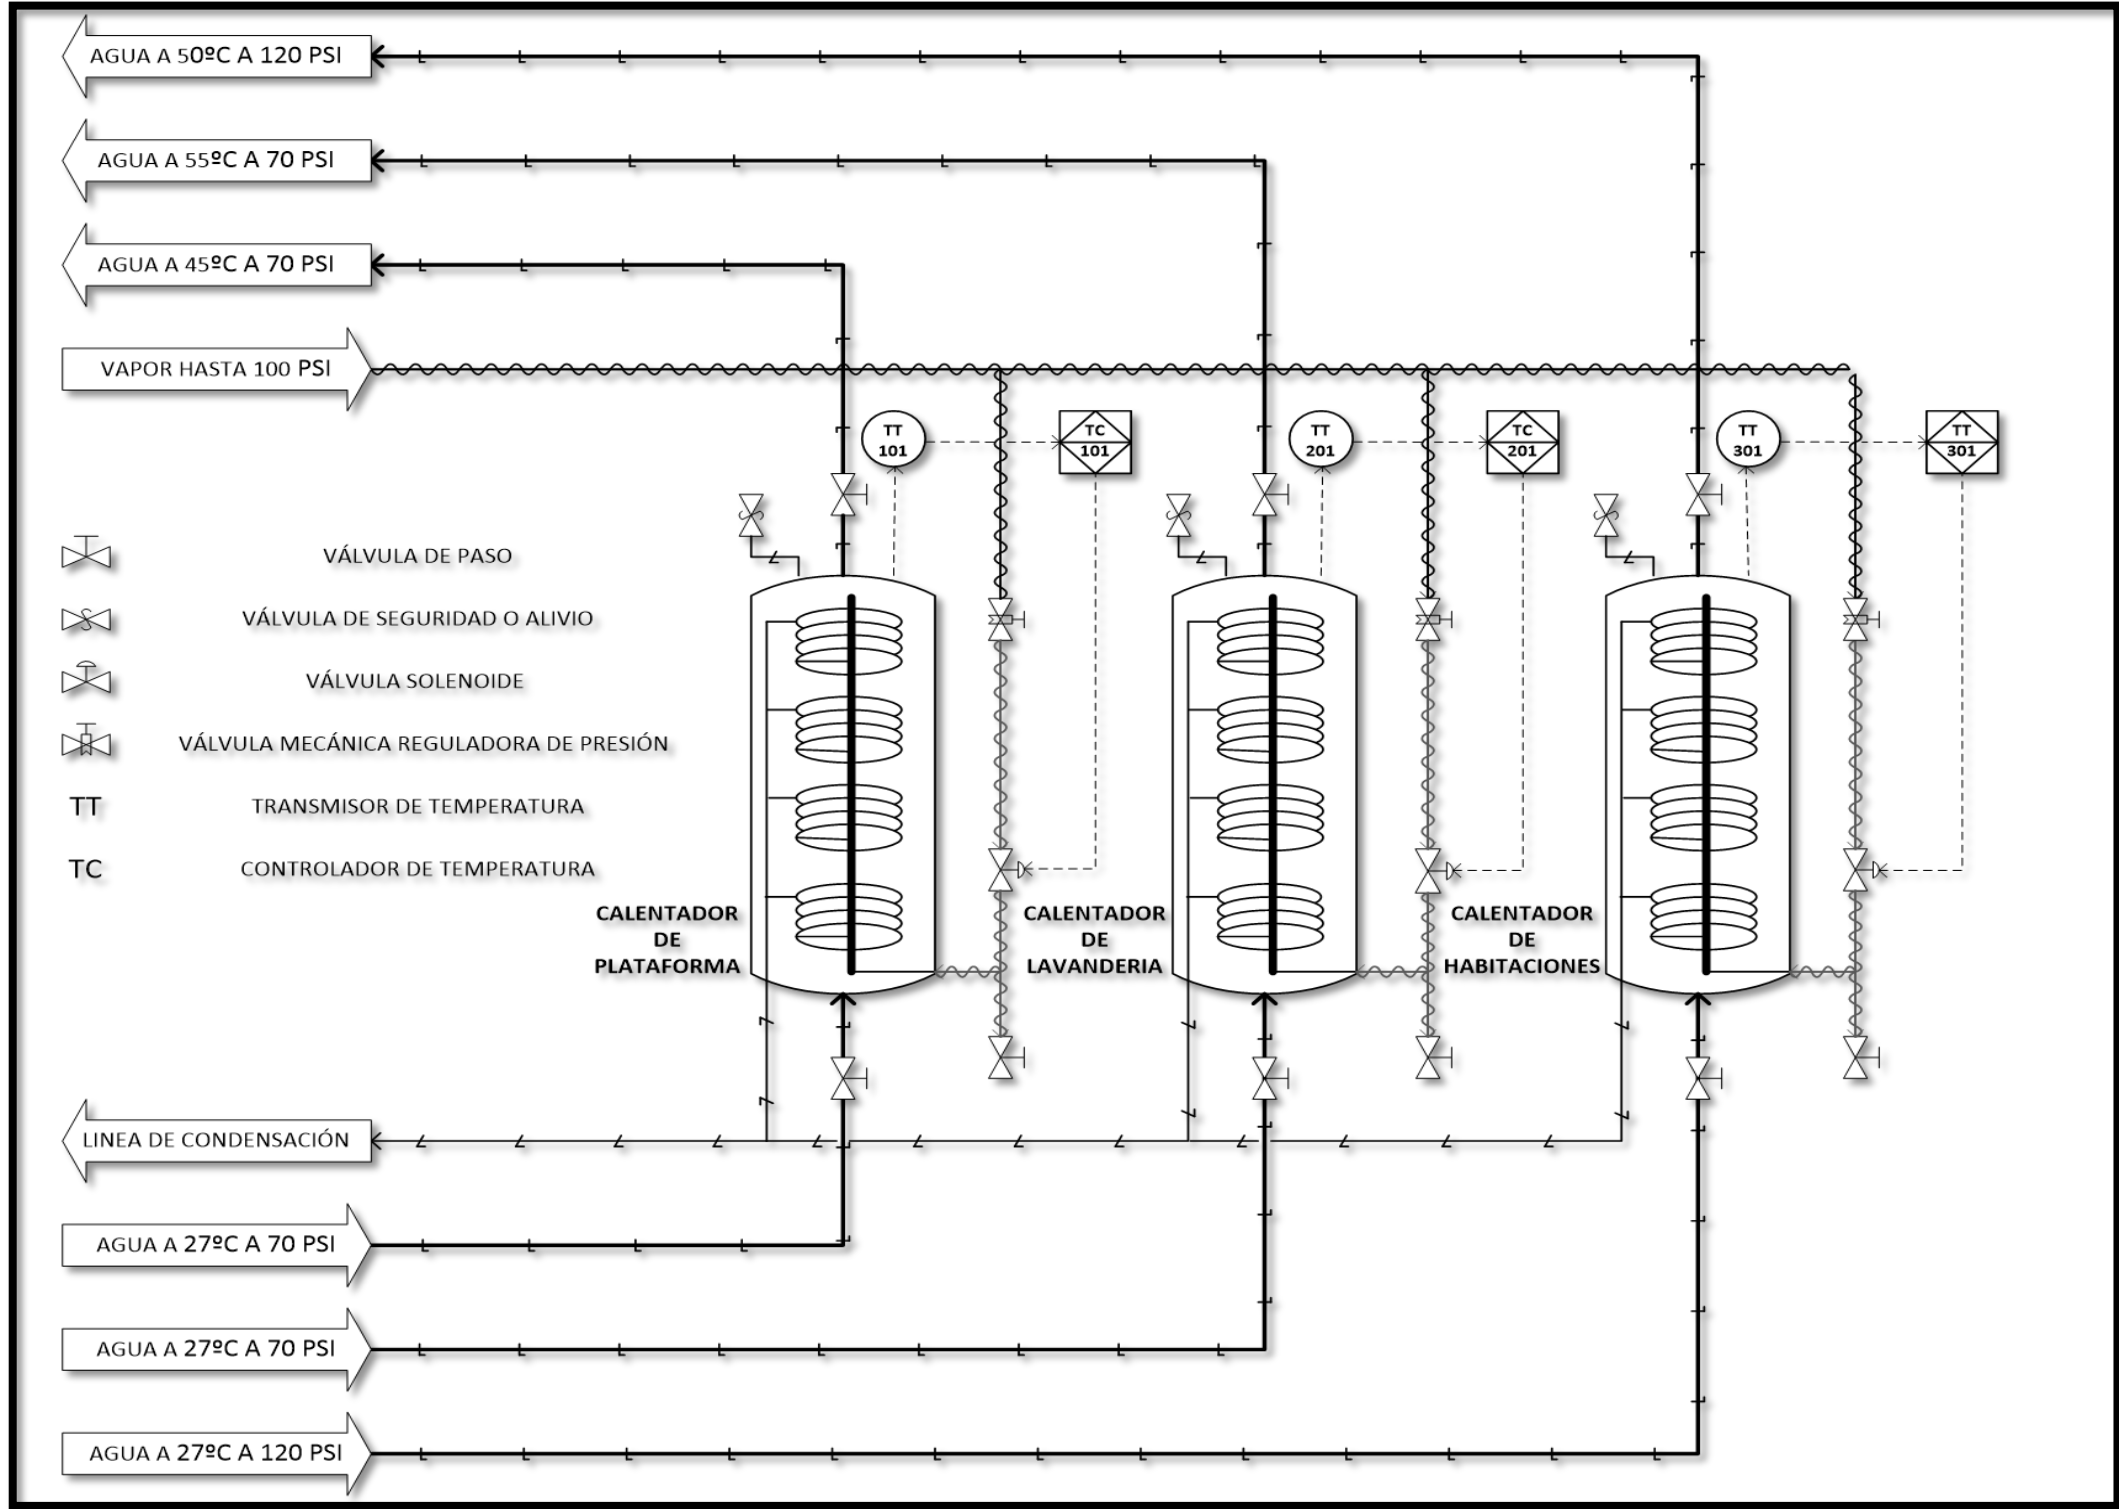 AGUA A 50ºC A 120 PSI
AGUA A 55ºC A 70 PSI
AGUA A 45ºC A 70 PSI
VAPOR HASTA 100 PSI
TT
101
TC
101
TT
201
TC
201
TT
301
TT
301
VÁLVULA DE PASO
VÁLVULA DE SEGURIDAD O ALIVIO
VÁLVULA SOLENOIDE
VÁLVULA MECÁNICA REGULADORA DE PRESIÓN
TT TRANSMISOR DE TEMPERATURA
TC CONTROLADOR DE TEMPERATURA
CALENTADOR
DE
PLATAFORMA
CALENTADOR
DE
LAVANDERIA
CALENTADOR
DE
HABITACIONES
LINEA DE CONDENSACIÓN
AGUA A 27ºC A 70 PSI
AGUA A 27ºC A 70 PSI
AGUA A 27ºC A 120 PSI